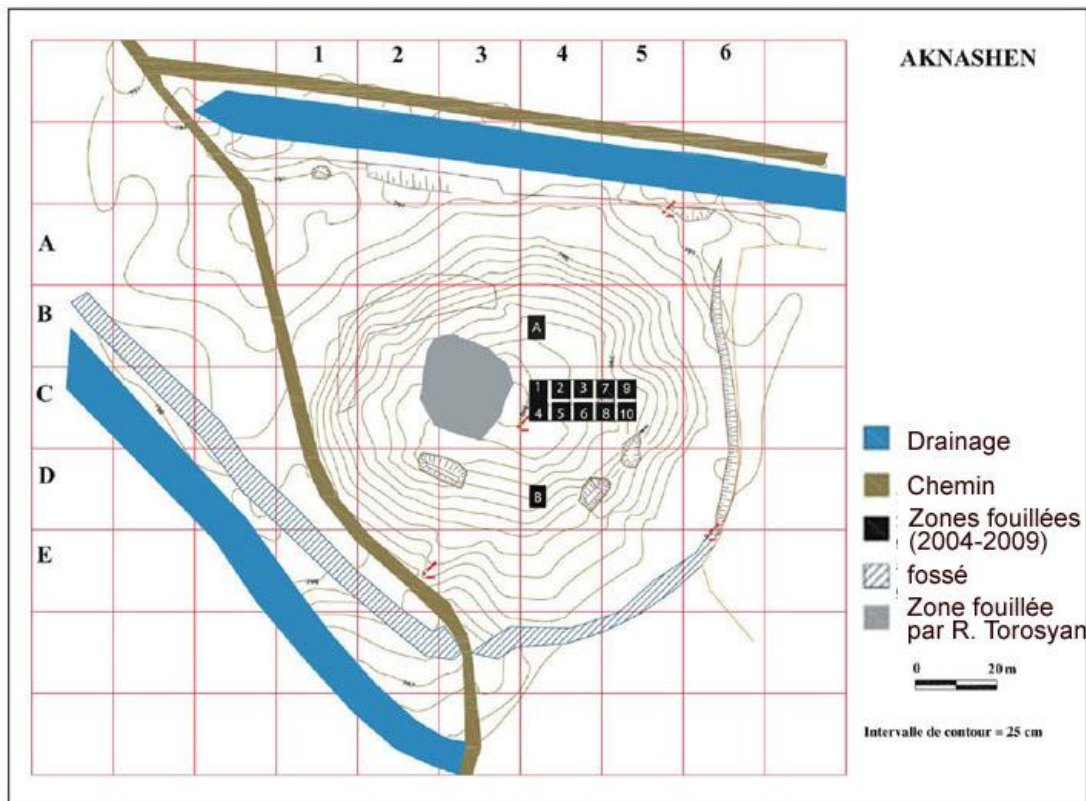 1 2 3 4 5 6
AKNASHEN
A
B
C
D
E
A
1 2 3 7 9
4 5 6 8 10
B
Drainage
Chemin
Zones fouillées
(2004-2009)
fossé
Zone fouillée
par R. Torosyan
0 20 m
Intervalle de contour = 25 cm